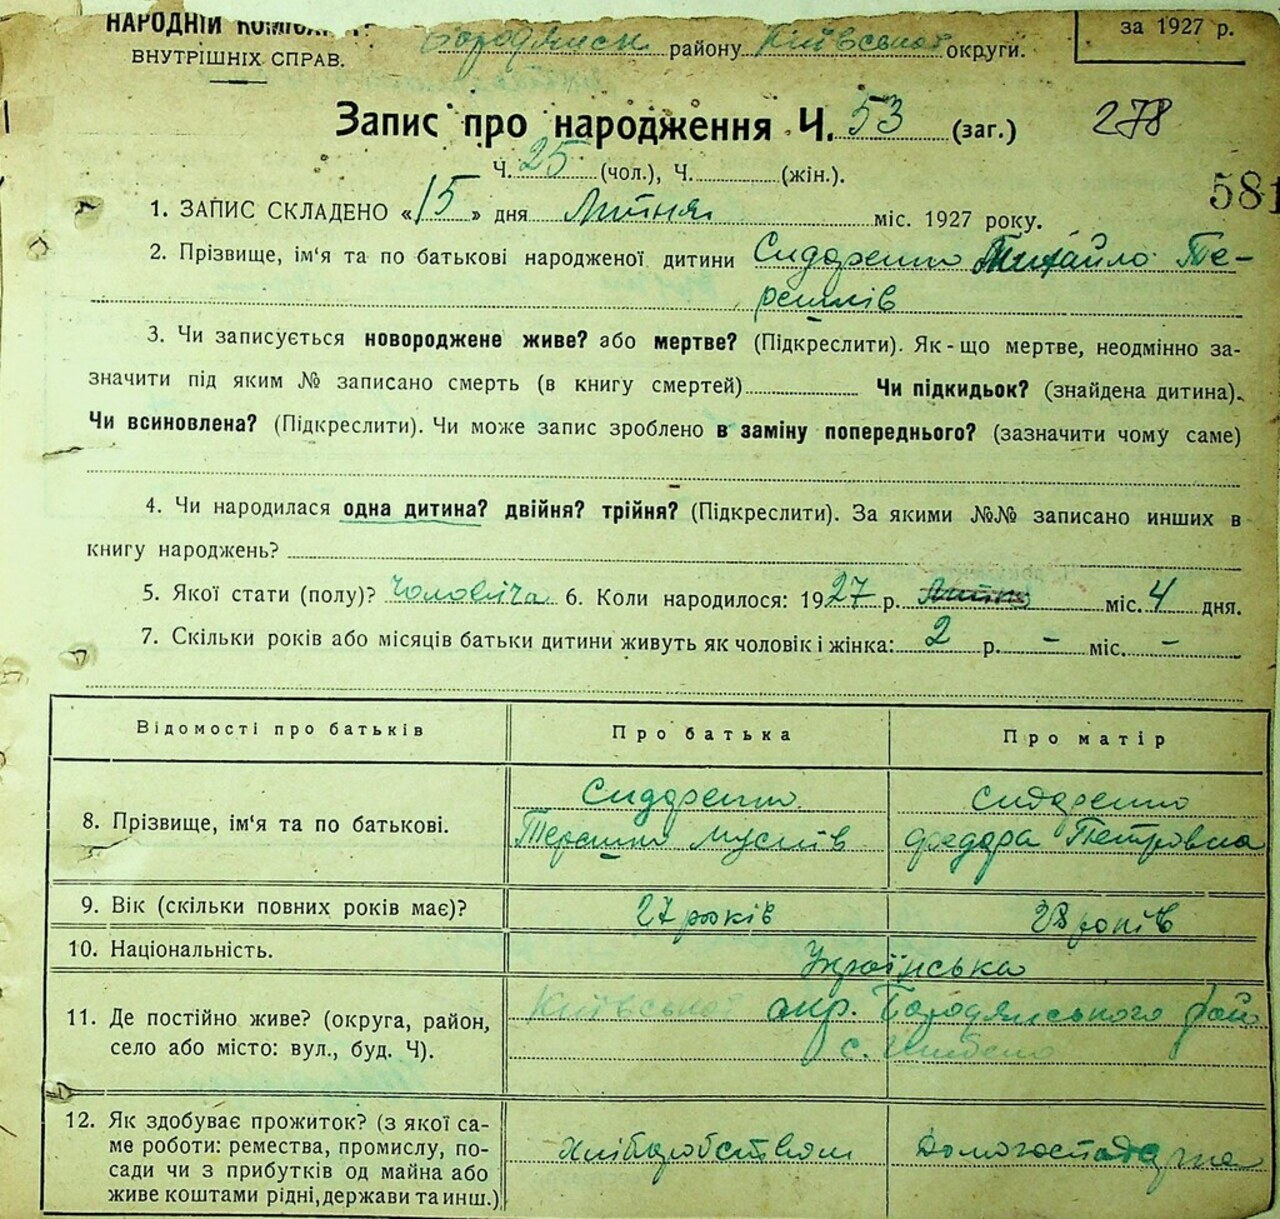 НАРОДНІЙ
ВНУТРІШНІХ СПРАВ.
Бородянск району Київської округи.
за 1927 р.
Запис про народження Ч. 53 (заг.) 278
Ч. 25 (чол.), Ч. (жін.).
581
1. ЗАПИС СКЛАДЕНО «15» дня Липня міс. 1927 року.
2. Прізвище, ім'я та по батькові народженої дитини Сидоренко Михайло Те-
решків
3. Чи записується новороджене живе? або мертве? (Підкреслити). Як-що мертве, неодмінно за-
значити під яким № записано смерть (в книгу смертей) Чи підкидьок? (знайдена дитина).
Чи всиновлена? (Підкреслити). Чи може запис зроблено в заміну попереднього? (зазначити чому саме)
4. Чи народилася одна дитина? двійня? трійня? (Підкреслити). За якими №№ записано инших в
книгу народжень?
5. Якої стати (полу)? Чоловіча 6. Коли народилося: 1927 р. Липня міс. 4 дня.
7. Скільки років або місяців батьки дитини живуть як чоловік і жінка: 2 р. – міс. –
Відомості про батьків Про батька Про матір
8. Прізвище, ім'я та по батькові.
Сидоренко Сидоренко
Терешко Мусіїв Федора Петровна
9. Вік (скільки повних років має)? 27 років 28 років
10. Національність. Українська
11. Де постійно живе? (округа, район,
село або місто: вул., буд. Ч).
Київської окр. Бородянського рай
с.
12. Як здобуває прожиток? (з якої са-
ме роботи: ремества, промислу, по-
сади чи з прибутків од майна або
живе коштами рідні, держави та инш.)
Хліборобством Домогосподарка